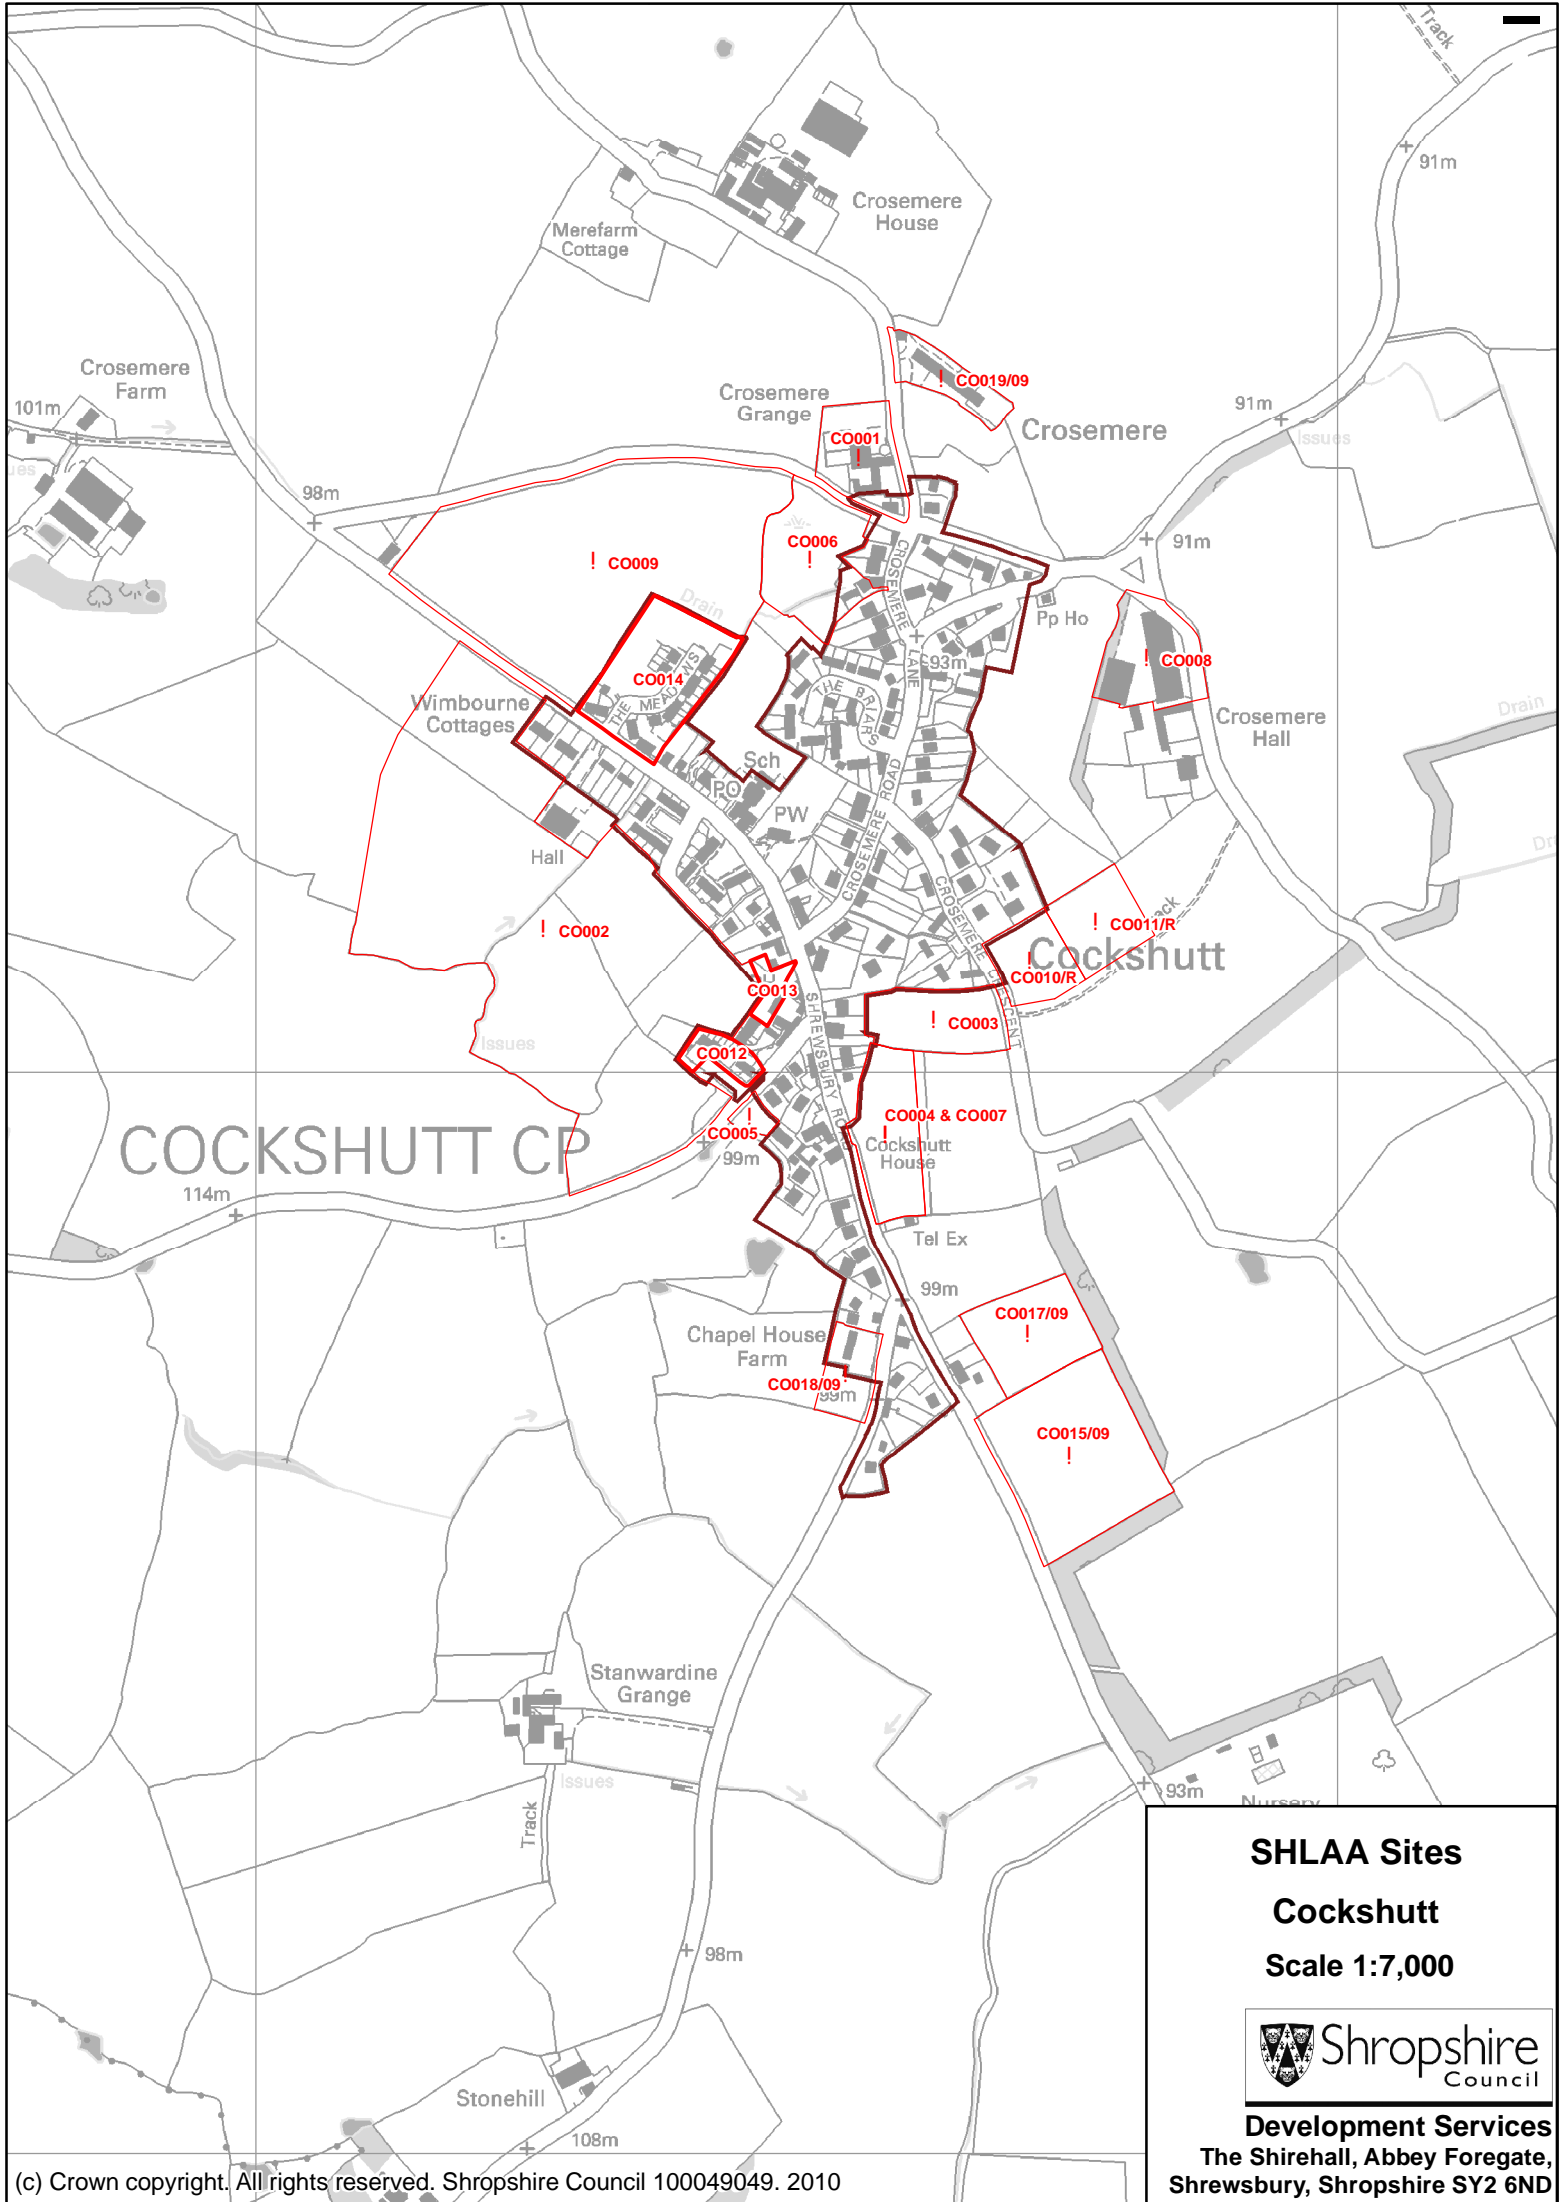 Track
91m
Crosemere
House
Merefarm
Cottage
Crosemere
Farm
101m
CO019/09
Crosemere
Grange
91m
Issues
Crosemere
CO001
98m
91m
CO006
CO009
CROSEMERE LANE
Drain
Pp Ho
93m
CO008
CO014
THE MEADOWS
THE BRIARS
Wimbourne
Cottages
Crosemere
Hall
Drain
Sch
PO
PW
CROSEMERE ROAD
Hall
CROSEMERE CRESCENT
CO011/R
CO002
Cockshutt
CO010/R
CO013
SHREWSBURY ROAD
CO003
Issues
CO012
CO004 & CO007
CO005
COCKSHUTT CP
Cockshutt
House
99m
114m
Tel Ex
99m
CO017/09
Chapel House
Farm
CO018/09
99m
CO015/09
Stanwardine
Grange
Issues
Track
93m
Nursery
98m
Stonehill
108m
SHLAA Sites
Cockshutt
Scale 1:7,000
Shropshire
Council
Development Services
The Shirehall, Abbey Foregate,
Shrewsbury, Shropshire SY2 6ND
(c) Crown copyright. All rights reserved. Shropshire Council 100049049. 2010